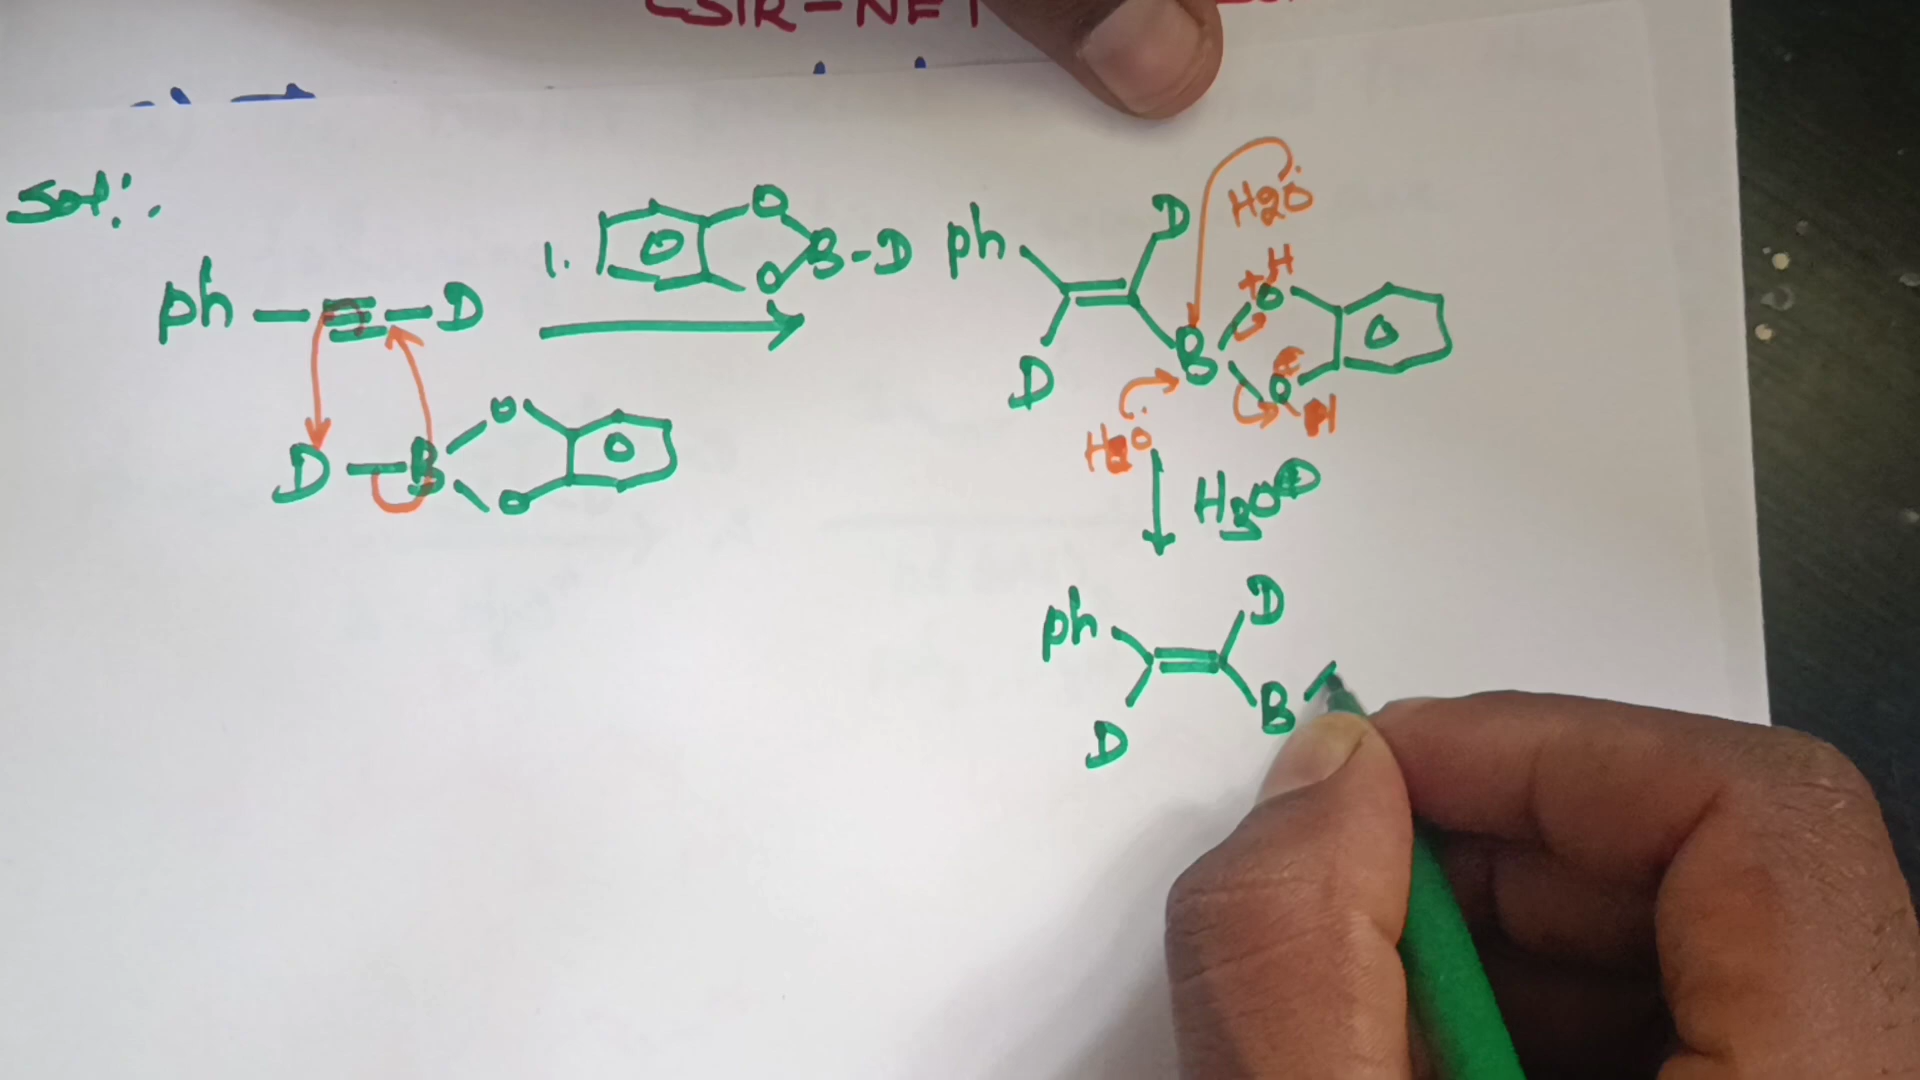 CSIR-NET
Sol:
Ph—≡—D
D—B
O
O
1.
O
O
B-D
Ph
D
D
B
O
O
H2O
+
H
H2O
H
H3O⊕
Ph
D
D
B